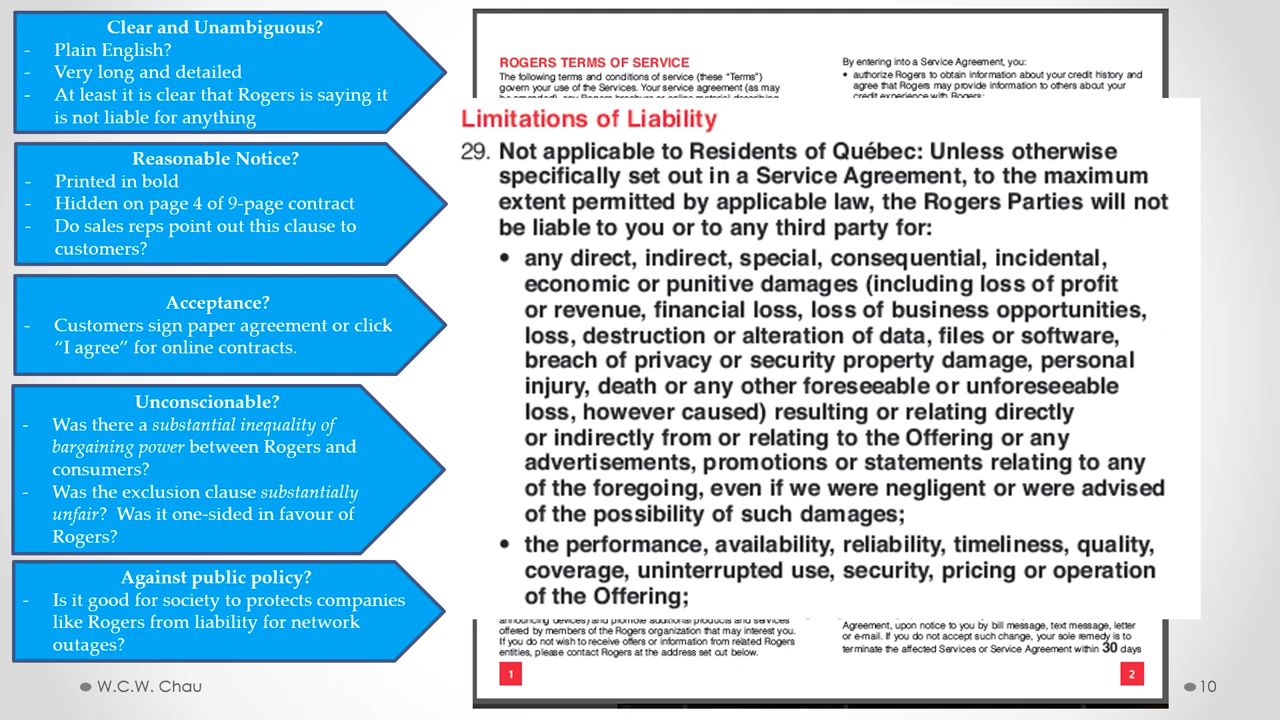 Clear and Unambiguous?
- Plain English?
- Very long and detailed
- At least it is clear that Rogers is saying it
is not liable for anything
Reasonable Notice?
- Printed in bold
- Hidden on page 4 of 9-page contract
- Do sales reps point out this clause to
customers?
Acceptance?
- Customers sign paper agreement or click
“I agree” for online contracts.
Unconscionable?
- Was there a substantial inequality of
bargaining power between Rogers and
consumers?
- Was the exclusion clause substantially
unfair? Was it one-sided in favour of
Rogers?
Against public policy?
- Is it good for society to protects companies
like Rogers from liability for network
outages?
ROGERS TERMS OF SERVICE
The following terms and conditions of service (these “Terms”)
govern your use of the Services. Your service agreement (as may
By entering into a Service Agreement, you:
• authorize Rogers to obtain information about your credit history and
agree that Rogers may provide information to others about your
credit experience with Rogers;
Limitations of Liability
29. Not applicable to Residents of Québec: Unless otherwise
specifically set out in a Service Agreement, to the maximum
extent permitted by applicable law, the Rogers Parties will not
be liable to you or to any third party for:
• any direct, indirect, special, consequential, incidental,
economic or punitive damages (including loss of profit
or revenue, financial loss, loss of business opportunities,
loss, destruction or alteration of data, files or software,
breach of privacy or security property damage, personal
injury, death or any other foreseeable or unforeseeable
loss, however caused) resulting or relating directly
or indirectly from or relating to the Offering or any
advertisements, promotions or statements relating to any
of the foregoing, even if we were negligent or were advised
of the possibility of such damages;
• the performance, availability, reliability, timeliness, quality,
coverage, uninterrupted use, security, pricing or operation
of the Offering;
announcing devices) and promote additional products and services
offered by members of the Rogers organization that may interest you.
If you do not wish to receive offers or information from related Rogers
entities, please contact Rogers at the address set out below.
Agreement, upon notice to you by bill message, text message, letter
or e-mail. If you do not accept such change, your sole remedy is to
terminate the affected Services or Service Agreement within 30 days
1
2
W.C.W. Chau
10